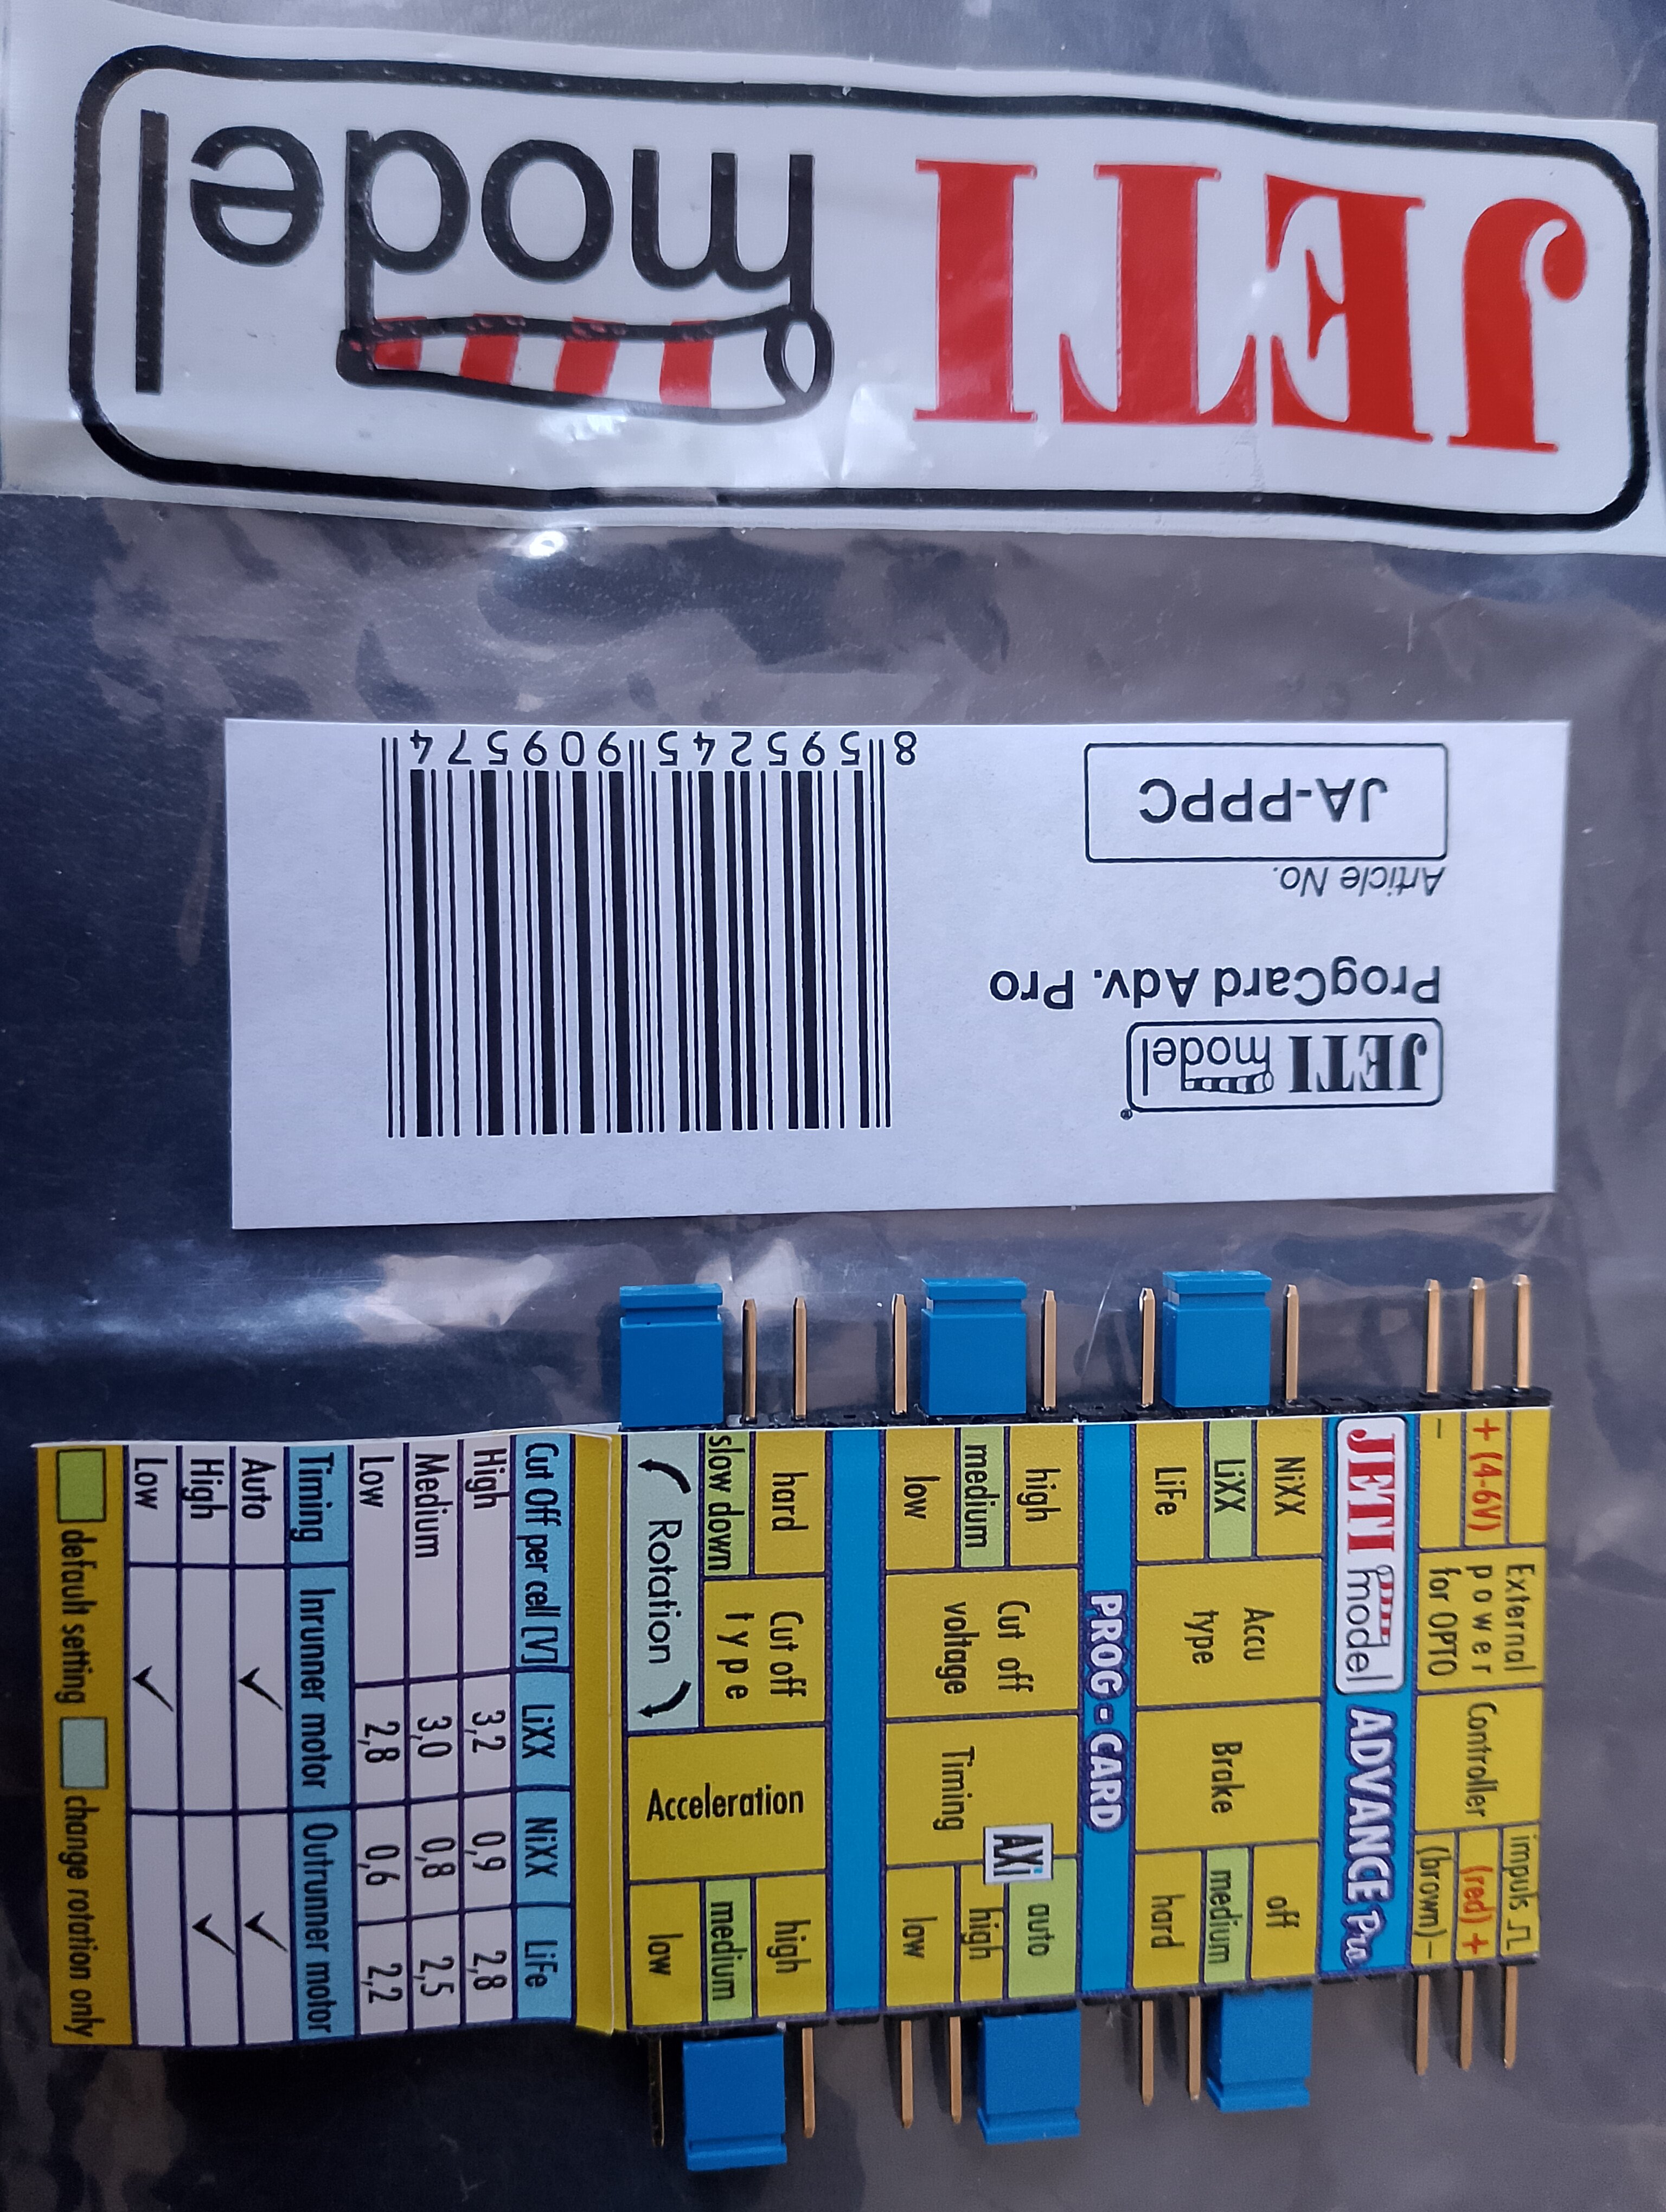 JETI model
JETI model
ProgCard Adv. Pro
Article No.
JA-PPPC
8 595245 909574
External
power
for OPTO
+ (4-6V)
–
Controller
impuls
(red) +
(brown) –
JETI model ADVANCE Pro
NiXX
LiXX
LiFe
Accu
type
Brake
off
medium
hard
PROG - CARD
high
medium
low
Cut off
voltage
Timing
AXi
auto
high
low
hard
slow down
Cut off
type
Rotation
Acceleration
high
medium
low
Cut Off per cell [V] LiXX NiXX LiFe
High 3,2 0,9 2,8
Medium 3,0 0,8 2,5
Low 2,8 0,6 2,2
Timing Inrunner motor Outrunner motor
Auto ✓ ✓
High ✓
Low ✓
default setting change rotation only